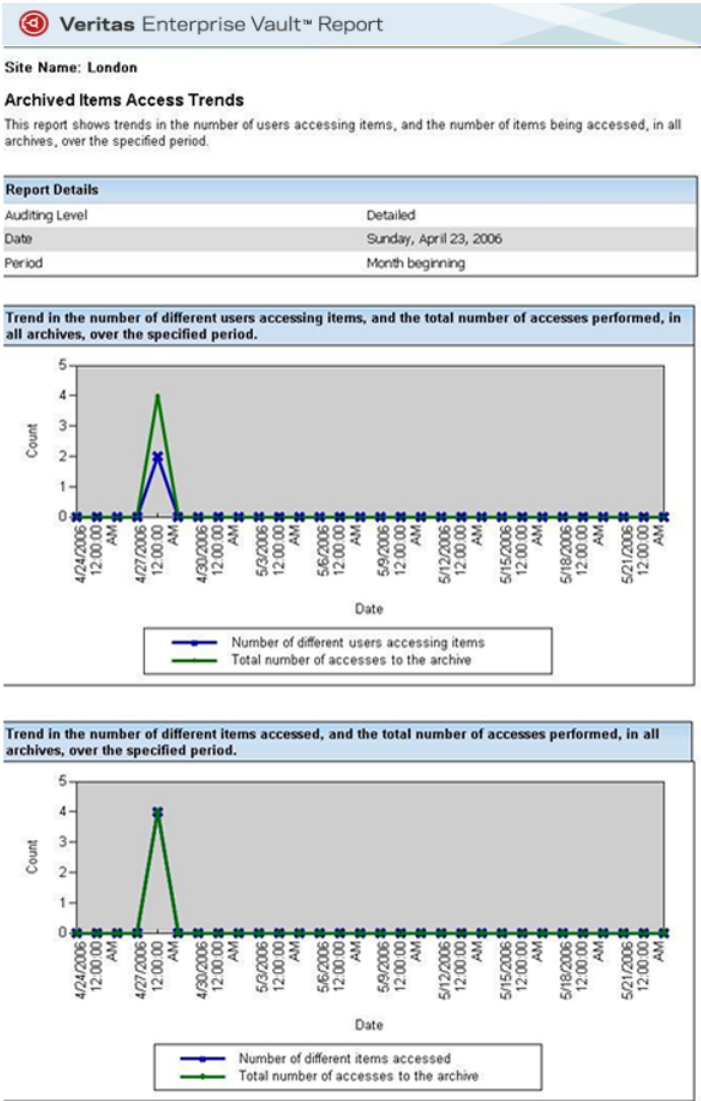 Veritas Enterprise Vault™ Report
Site Name: London
Archived Items Access Trends
This report shows trends in the number of users accessing items, and the number of items being accessed, in all
archives, over the specified period.
Report Details
Auditing Level Detailed
Date Sunday, April 23, 2006
Period Month beginning
Trend in the number of different users accessing items, and the total number of accesses performed, in
all archives, over the specified period.
5
4
3
2
1
0
Count
4/24/2006 12:00:00 AM
4/27/2006 12:00:00 AM
4/30/2006 12:00:00 AM
5/3/2006 12:00:00 AM
5/6/2006 12:00:00 AM
5/9/2006 12:00:00 AM
5/12/2006 12:00:00 AM
5/15/2006 12:00:00 AM
5/18/2006 12:00:00 AM
5/21/2006 12:00:00 AM
Date
Number of different users accessing items
Total number of accesses to the archive
Trend in the number of different items accessed, and the total number of accesses performed, in all
archives, over the specified period.
5
4
3
2
1
0
Count
4/24/2006 12:00:00 AM
4/27/2006 12:00:00 AM
4/30/2006 12:00:00 AM
5/3/2006 12:00:00 AM
5/6/2006 12:00:00 AM
5/9/2006 12:00:00 AM
5/12/2006 12:00:00 AM
5/15/2006 12:00:00 AM
5/18/2006 12:00:00 AM
5/21/2006 12:00:00 AM
Date
Number of different items accessed
Total number of accesses to the archive